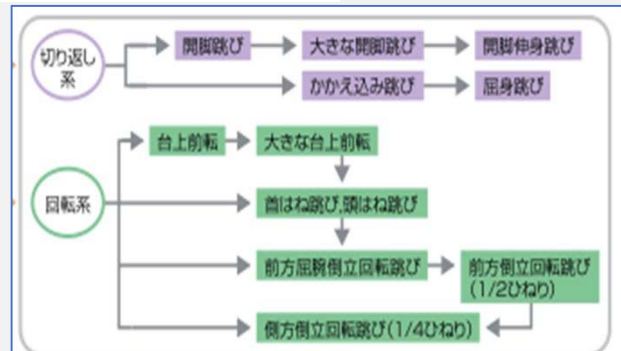 切り返し
系
開脚跳び
大きな開脚跳び
開脚伸身跳び
かかえ込み跳び
屈身跳び
回転系
台上前転
大きな台上前転
首はね跳び,頭はね跳び
前方屈腕倒立回転跳び
前方倒立回転跳び
(1/2ひねり)
側方倒立回転跳び(1/4ひねり)